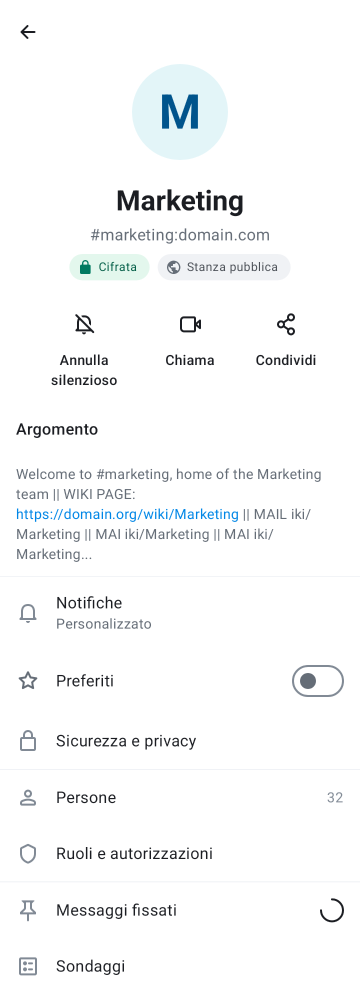 M
Marketing
#marketing:domain.com
Cifrata
Stanza pubblica
Annulla
silenzioso
Chiama
Condividi
Argomento
Welcome to #marketing, home of the Marketing
team || WIKI PAGE:
https://domain.org/wiki/Marketing || MAIL iki/
Marketing || MAI iki/Marketing || MAI iki/
Marketing...
Notifiche
Personalizzato
Preferiti
Sicurezza e privacy
Persone 32
Ruoli e autorizzazioni
Messaggi fissati
Sondaggi